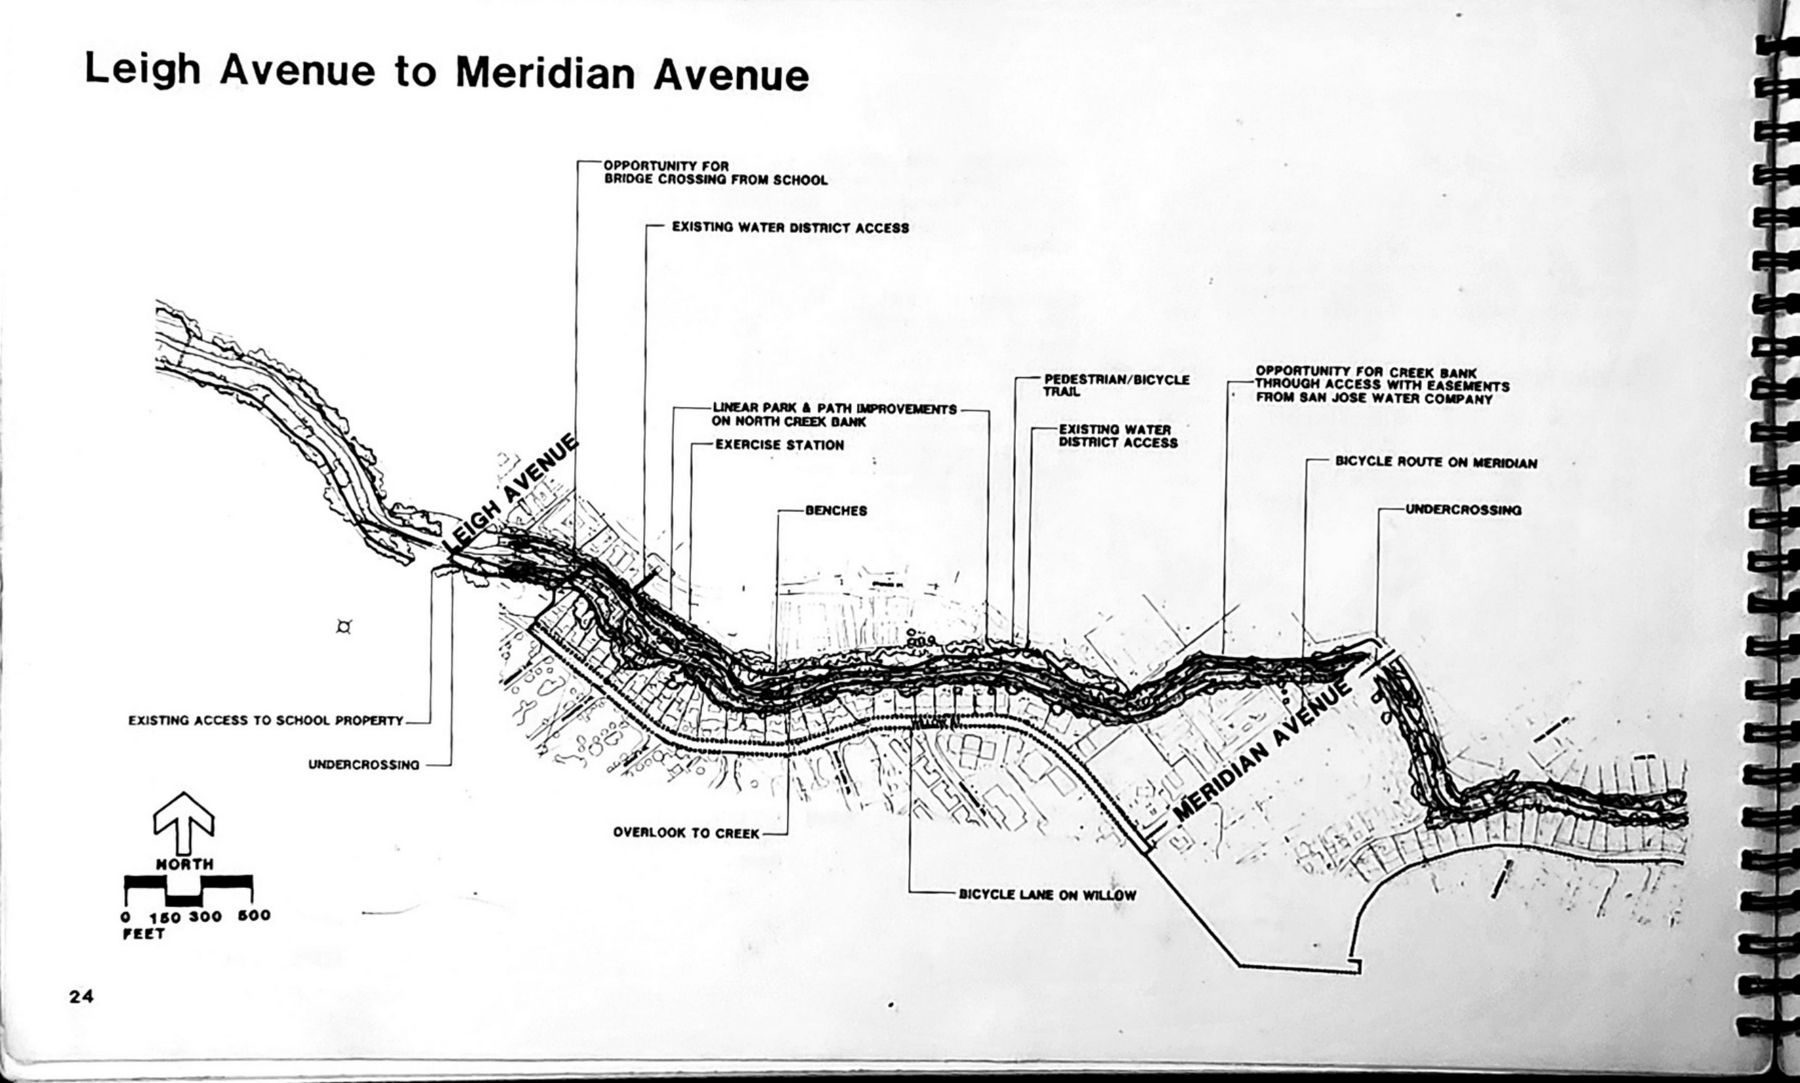 Leigh Avenue to Meridian Avenue
OPPORTUNITY FOR
BRIDGE CROSSING FROM SCHOOL
EXISTING WATER DISTRICT ACCESS
OPPORTUNITY FOR CREEK BANK
THROUGH ACCESS WITH EASEMENTS
FROM SAN JOSE WATER COMPANY
PEDESTRIAN/BICYCLE
TRAIL
LINEAR PARK & PATH IMPROVEMENTS
ON NORTH CREEK BANK
EXISTING WATER
DISTRICT ACCESS
EXERCISE STATION
BICYCLE ROUTE ON MERIDIAN
BENCHES
UNDERCROSSING
LEIGH AVENUE
MERIDIAN AVENUE
EXISTING ACCESS TO SCHOOL PROPERTY
UNDERCROSSING
OVERLOOK TO CREEK
BICYCLE LANE ON WILLOW
NORTH
0 150 300 500
FEET
24